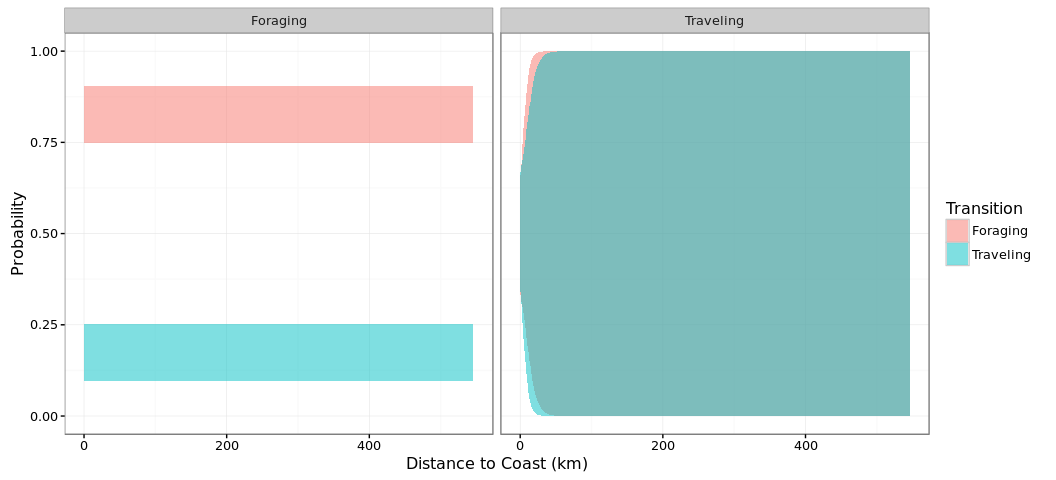 Foraging
Traveling
1.00
0.75
0.50
0.25
0.00
Probability
0
200
400
0
200
400
Distance to Coast (km)
Transition
Foraging
Traveling